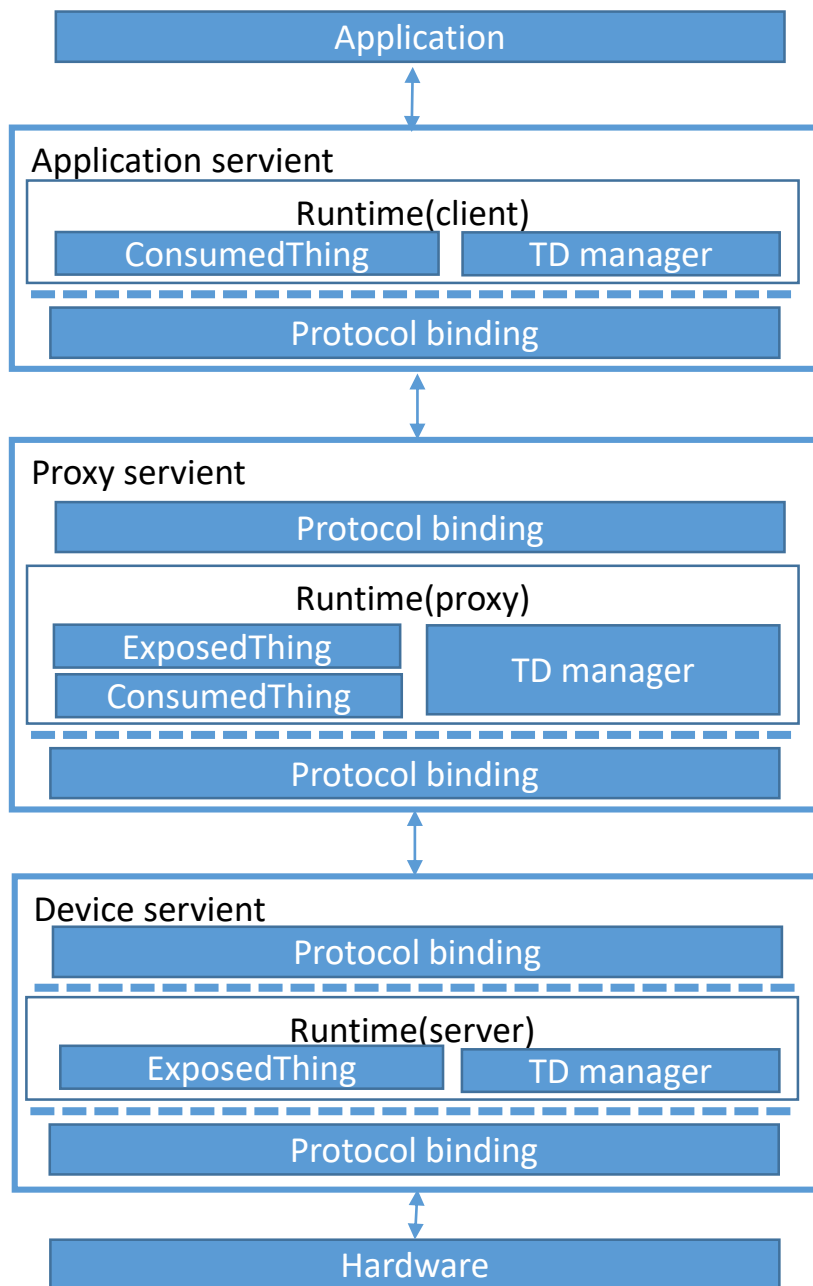 Application
Application servient
Runtime(client)
ConsumedThing
TD manager
Protocol binding
Proxy servient
Protocol binding
Runtime(proxy)
ExposedThing
TD manager
ConsumedThing
Protocol binding
Device servient
Protocol binding
Runtime(server)
ExposedThing
TD manager
Protocol binding
Hardware